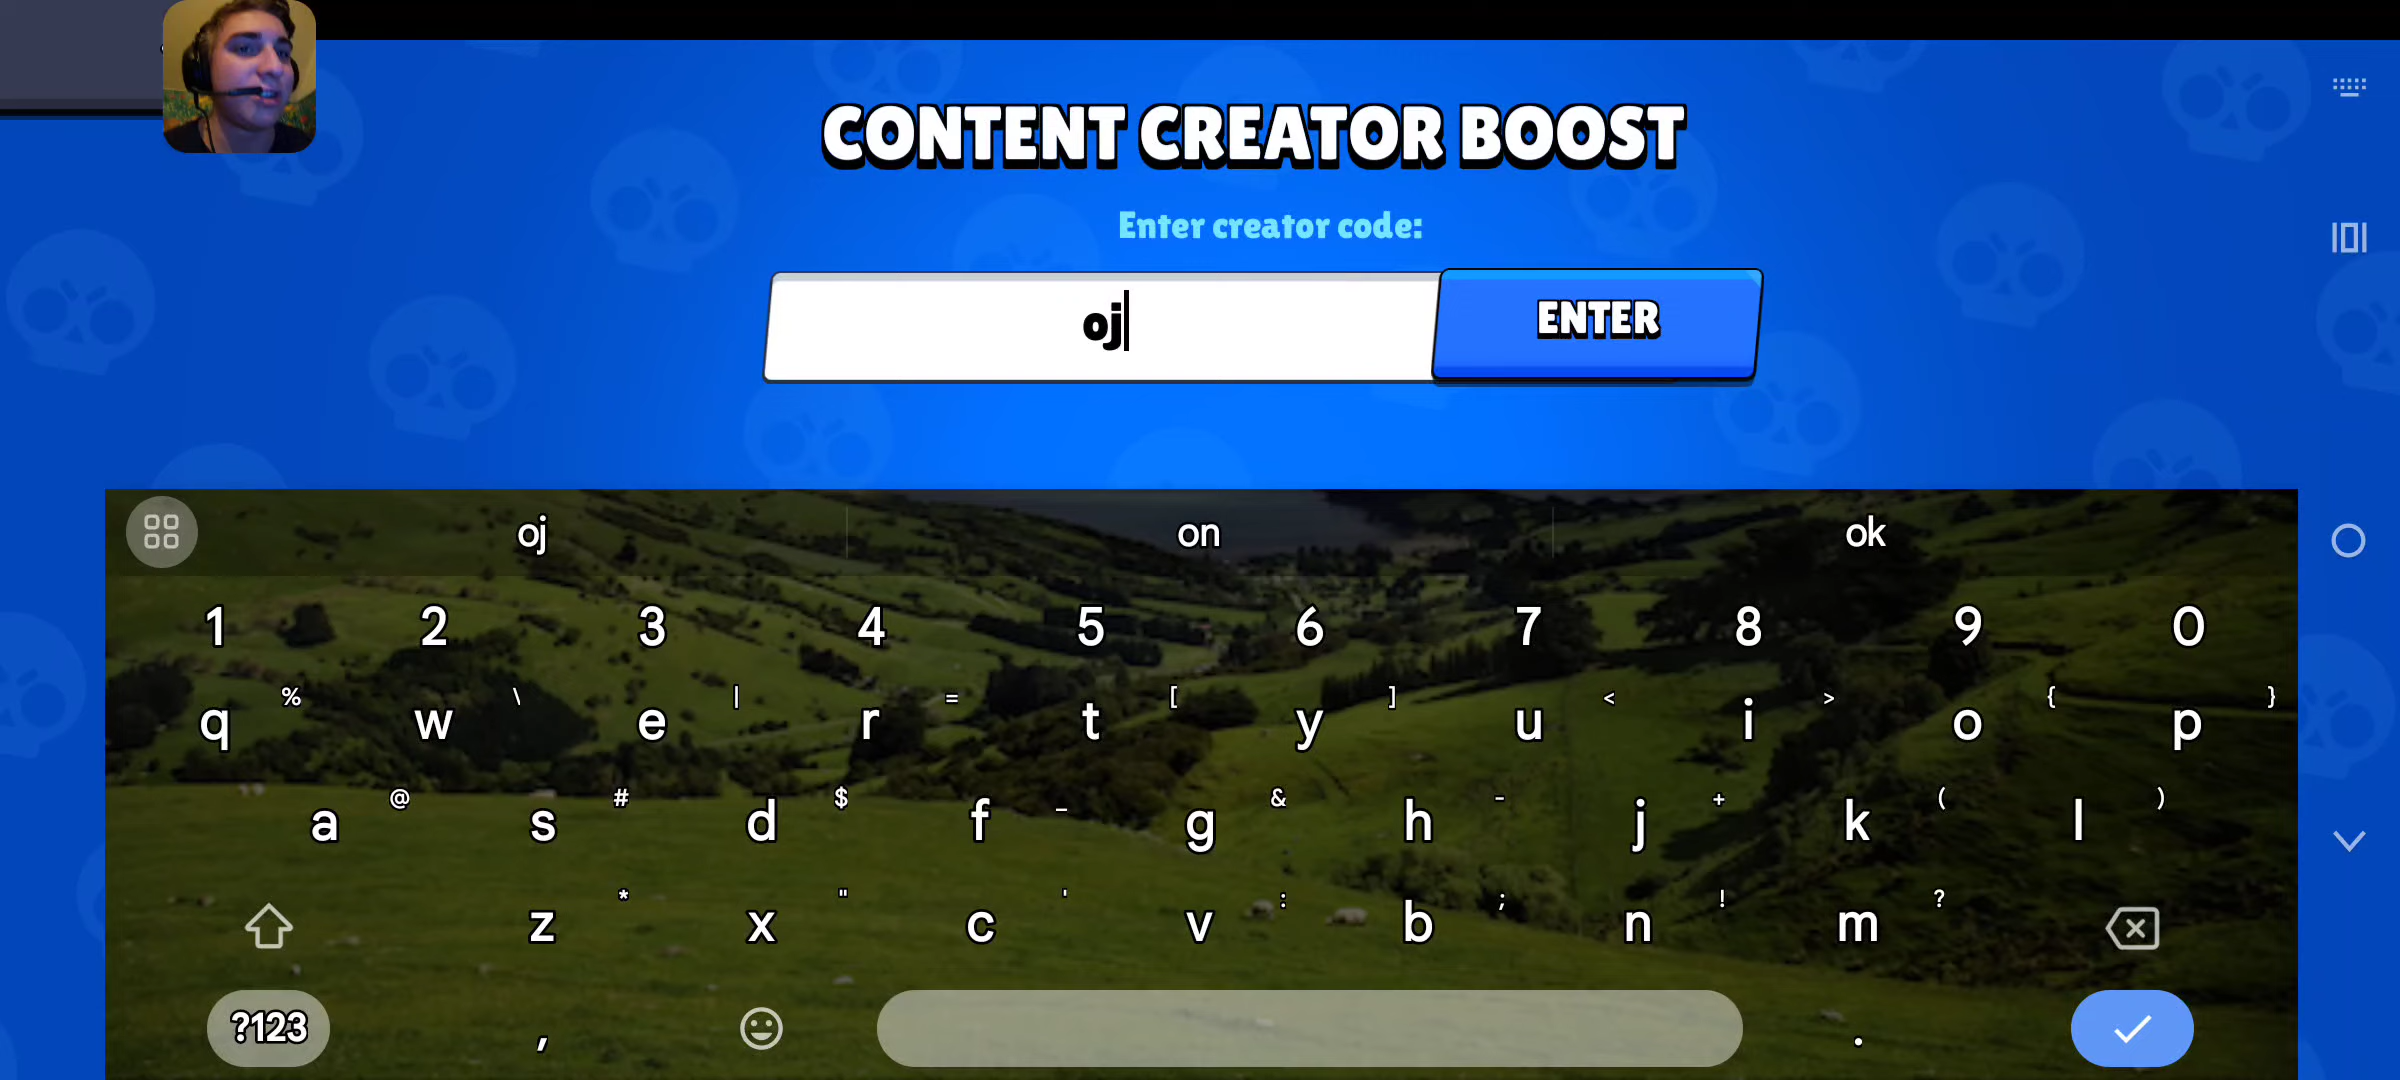 CONTENT CREATOR BOOST
Enter creator code:
oj
ENTER
oj on ok
1 2 3 4 5 6 7 8 9 0
% \ | = [ ] < > { }
q w e r t y u i o p
@ # $ _ & - + ( )
a s d f g h j k l
* " ' : ; ! ?
z x c v b n m
?123 , .